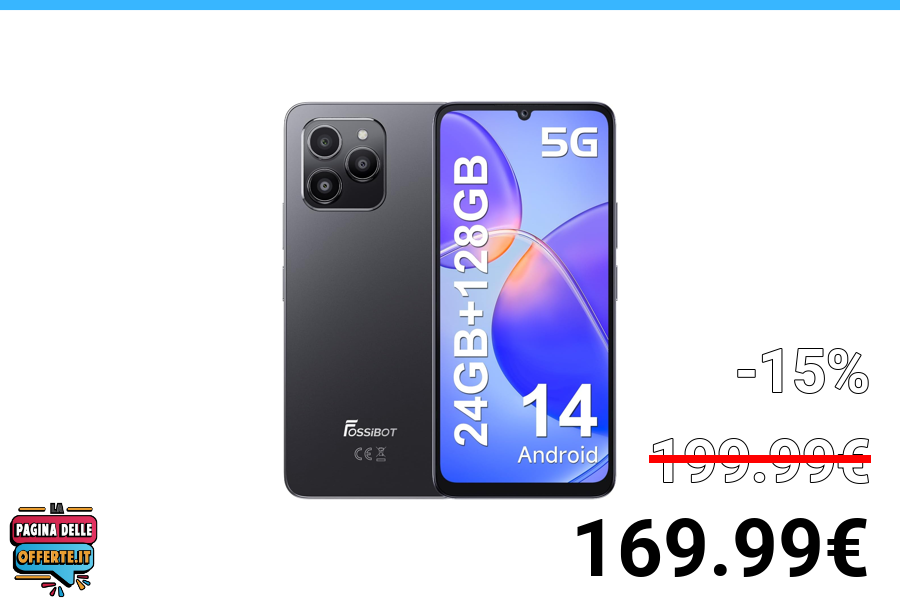 5G
24GB+128GB
14
Android
FOSSiBOT
CE
-15%
199.99€
169.99€
LA
PAGINA DELLE
OFFERTE.IT